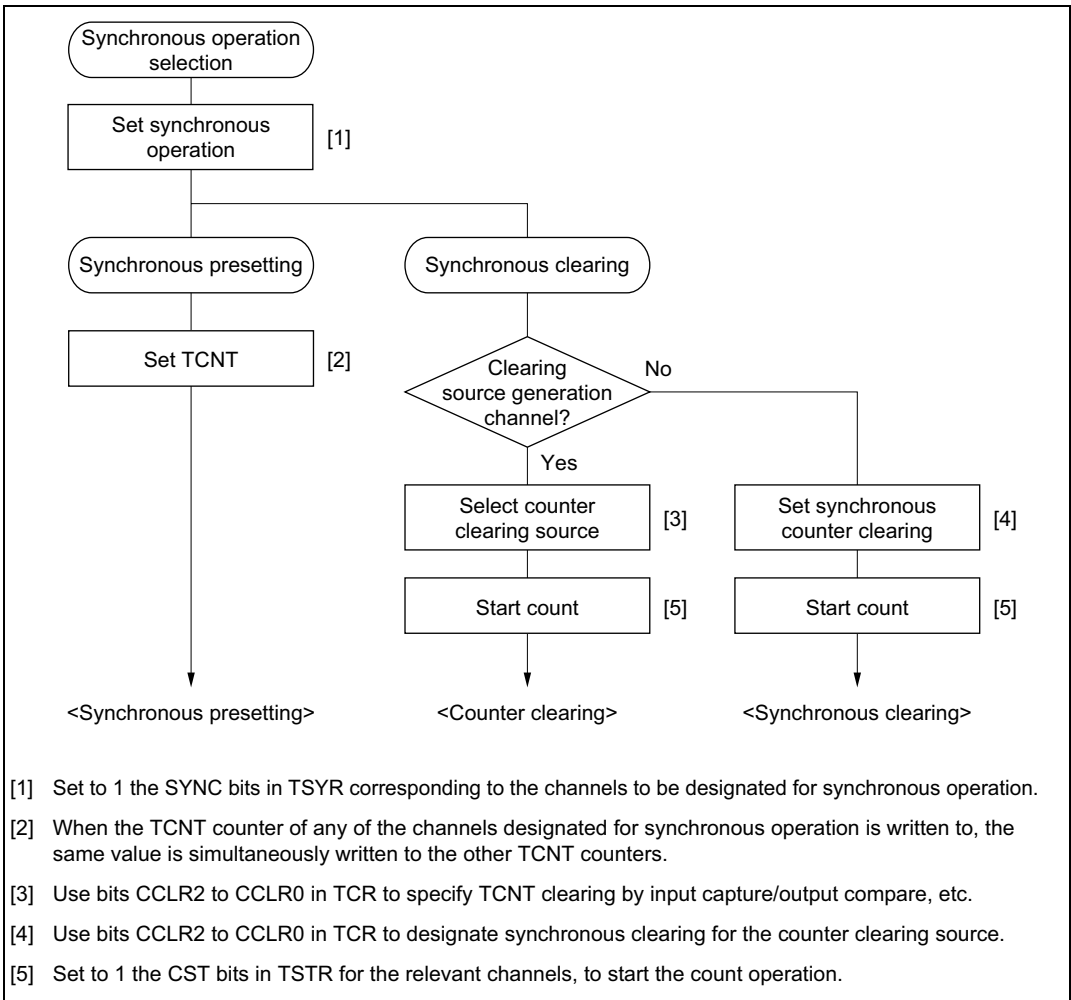 Synchronous operation
selection
Set synchronous
operation
[1]
Synchronous presetting
Synchronous clearing
Set TCNT
[2]
Clearing
source generation
channel?
No
Yes
Select counter
clearing source
[3]
Set synchronous
counter clearing
[4]
Start count
[5]
Start count
[5]
<Synchronous presetting>
<Counter clearing>
<Synchronous clearing>
[1] Set to 1 the SYNC bits in TSYR corresponding to the channels to be designated for synchronous operation.
[2] When the TCNT counter of any of the channels designated for synchronous operation is written to, the
same value is simultaneously written to the other TCNT counters.
[3] Use bits CCLR2 to CCLR0 in TCR to specify TCNT clearing by input capture/output compare, etc.
[4] Use bits CCLR2 to CCLR0 in TCR to designate synchronous clearing for the counter clearing source.
[5] Set to 1 the CST bits in TSTR for the relevant channels, to start the count operation.